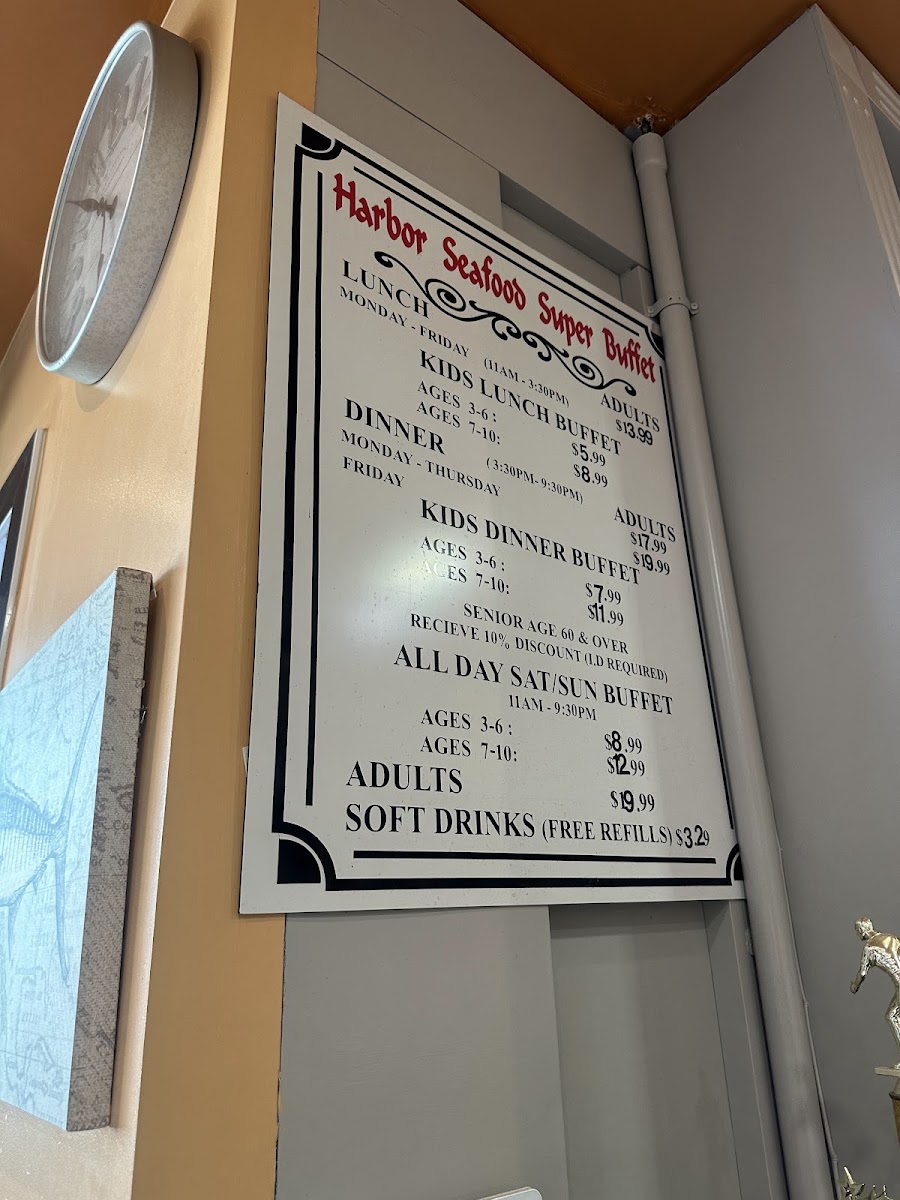 Harbor Seafood Super Buffet
LUNCH
MONDAY - FRIDAY (11AM - 3:30PM) ADULTS
$13.99
KIDS LUNCH BUFFET
AGES 3-6 : $5.99
AGES 7-10: $8.99
DINNER (3:30PM- 9:30PM) ADULTS
MONDAY - THURSDAY $17.99
FRIDAY $19.99
KIDS DINNER BUFFET
AGES 3-6 : $7.99
AGES 7-10: $11.99
SENIOR AGE 60 & OVER
RECIEVE 10% DISCOUNT (I.D REQUIRED)
ALL DAY SAT/SUN BUFFET
11AM - 9:30PM
AGES 3-6 : $8.99
AGES 7-10: $12.99
ADULTS $19.99
SOFT DRINKS (FREE REFILLS) $3.29